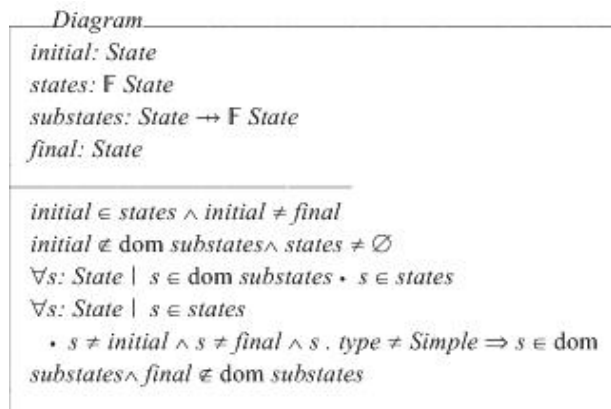 Diagram
initial: State
states: 𝔽 State
substates: State ⇸ 𝔽 State
final: State
initial ∈ states ∧ initial ≠ final
initial ∉ dom substates∧ states ≠ ∅
∀s: State | s ∈ dom substates • s ∈ states
∀s: State | s ∈ states
• s ≠ initial ∧ s ≠ final ∧ s . type ≠ Simple ⇒ s ∈ dom
substates∧ final ∉ dom substates